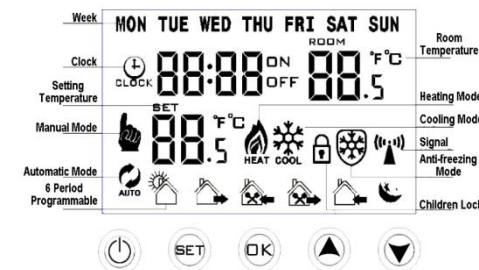 Week
MON TUE WED THU FRI SAT SUN
Clock
CLOCK
88:88
ON
OFF
ROOM
88.5
°F°C
Room
Temperature
Setting
Temperature
SET
88.5
°F°C
Manual Mode
HEAT
COOL
Heating Mode
Cooling Mode
Signal
Anti-freezing
Mode
Automatic Mode
AUTO
6 Period
Programmable
Children Lock
SET
OK